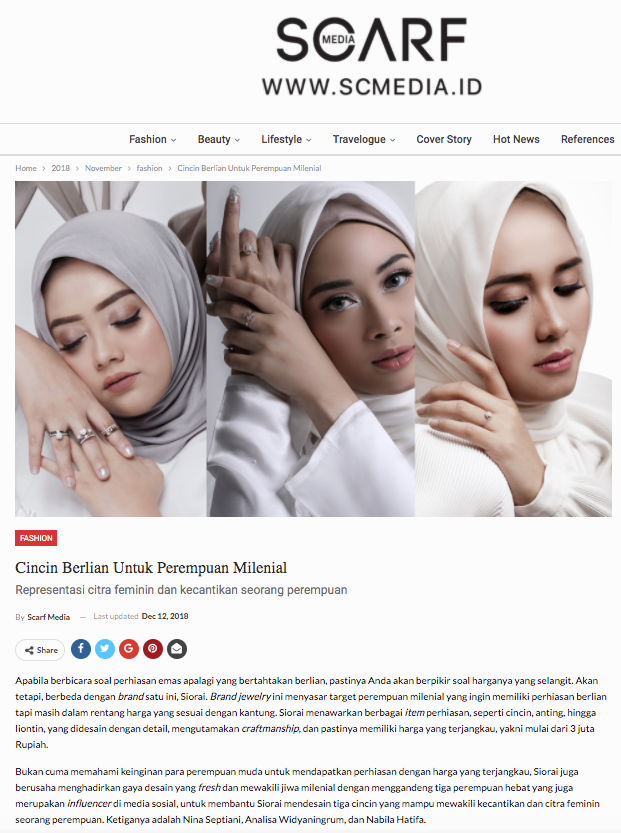 SCARF
MEDIA
WWW.SCMEDIA.ID
Fashion Beauty Lifestyle Travelogue Cover Story Hot News References
Home > 2018 > November > fashion > Cincin Berlian Untuk Perempuan Milenial
FASHION
Cincin Berlian Untuk Perempuan Milenial
Representasi citra feminin dan kecantikan seorang perempuan
By Scarf Media — Last updated Dec 12, 2018
Share
Apabila berbicara soal perhiasan emas apalagi yang bertahtakan berlian, pastinya Anda akan berpikir soal harganya yang selangit. Akan
tetapi, berbeda dengan brand satu ini, Siorai. Brand jewelry ini menyasar target perempuan milenial yang ingin memiliki perhiasan berlian
tapi masih dalam rentang harga yang sesuai dengan kantung. Siorai menawarkan berbagai item perhiasan, seperti cincin, anting, hingga
liontin, yang didesain dengan detail, mengutamakan craftmanship, dan pastinya memiliki harga yang terjangkau, yakni mulai dari 3 juta
Rupiah.
Bukan cuma memahami keinginan para perempuan muda untuk mendapatkan perhiasan dengan harga yang terjangkau, Siorai juga
berusaha menghadirkan gaya desain yang fresh dan mewakili jiwa milenial dengan menggandeng tiga perempuan hebat yang juga
merupakan influencer di media sosial, untuk membantu Siorai mendesain tiga cincin yang mampu mewakili kecantikan dan citra feminin
seorang perempuan. Ketiganya adalah Nina Septiani, Analisa Widyaningrum, dan Nabila Hatifa.